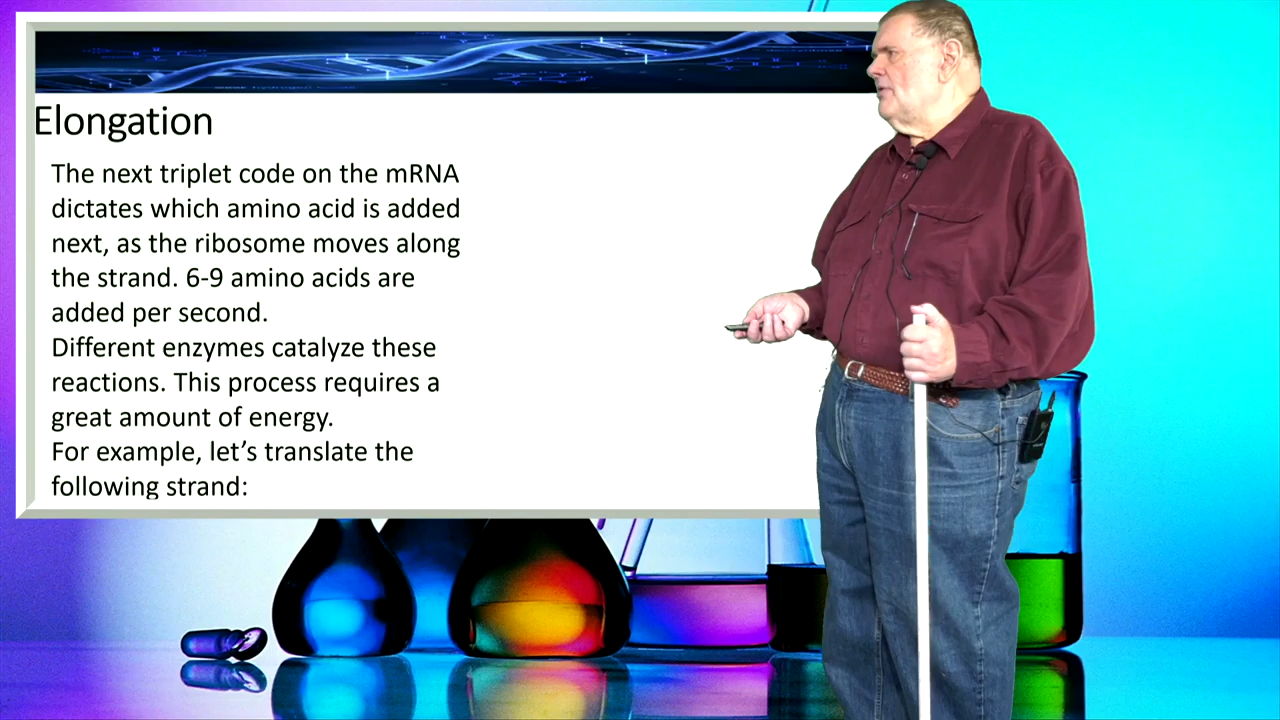 Elongation
The next triplet code on the mRNA
dictates which amino acid is added
next, as the ribosome moves along
the strand. 6-9 amino acids are
added per second.
Different enzymes catalyze these
reactions. This process requires a
great amount of energy.
For example, let’s translate the
following strand: